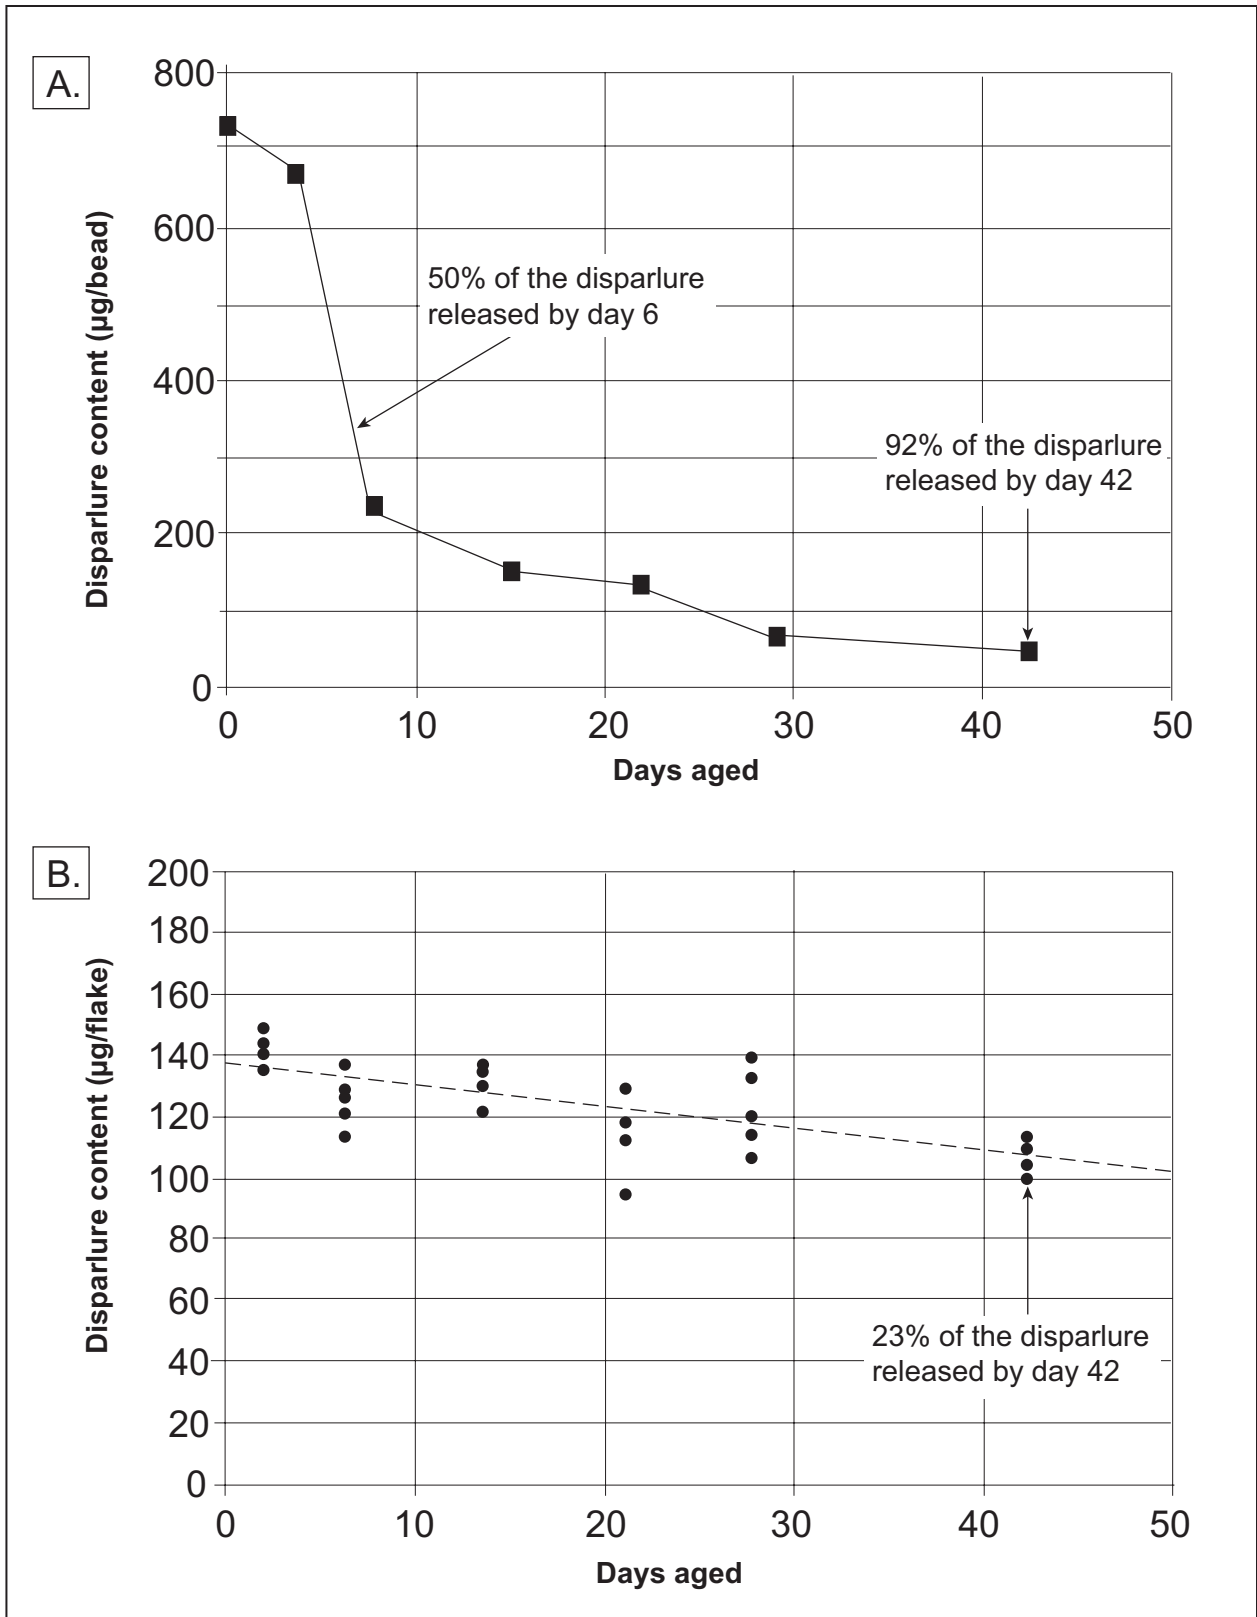 A.
Disparlure content (µg/bead)
800
600
400
200
0
50% of the disparlure
released by day 6
92% of the disparlure
released by day 42
0 10 20 30 40 50
Days aged
B.
Disparlure content (µg/flake)
200
180
160
140
120
100
80
60
40
20
0
23% of the disparlure
released by day 42
0 10 20 30 40 50
Days aged